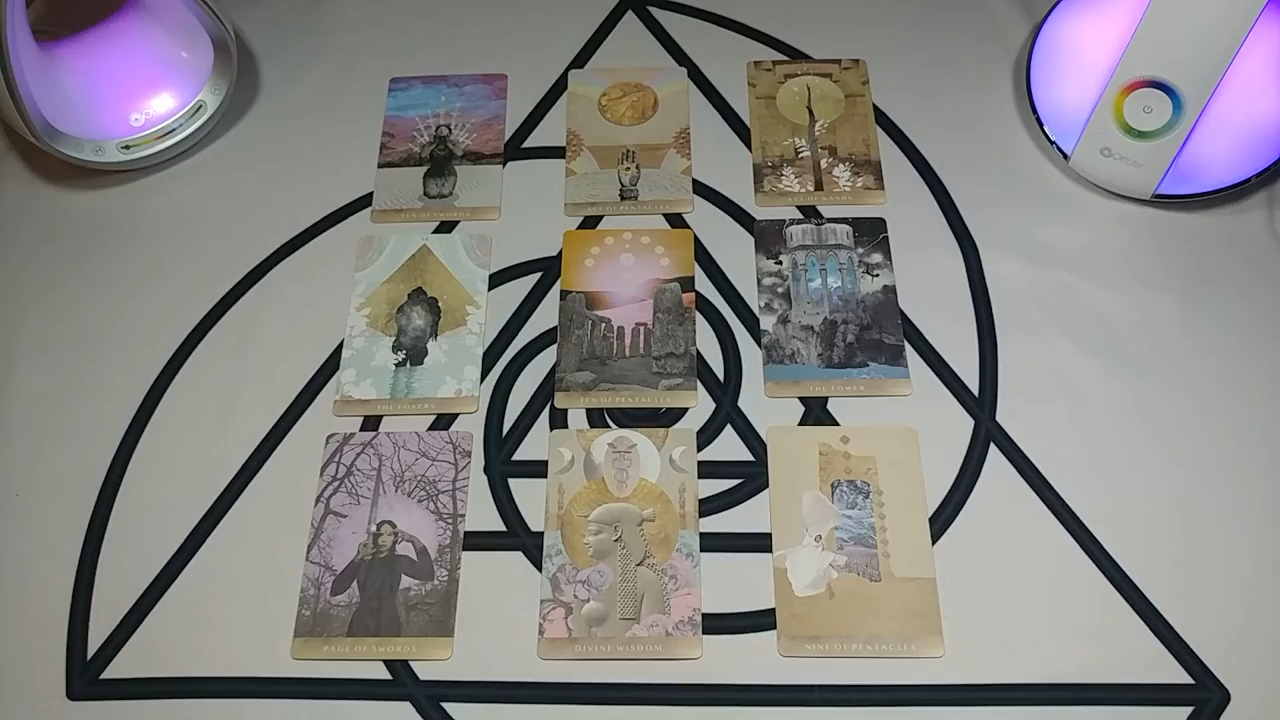 TEN OF SWORDS
ACE OF PENTACLES
ACE OF WANDS
THE LOVERS
TEN OF PENTACLES
THE TOWER
PAGE OF SWORDS
DIVINE WISDOM
NINE OF PENTACLES